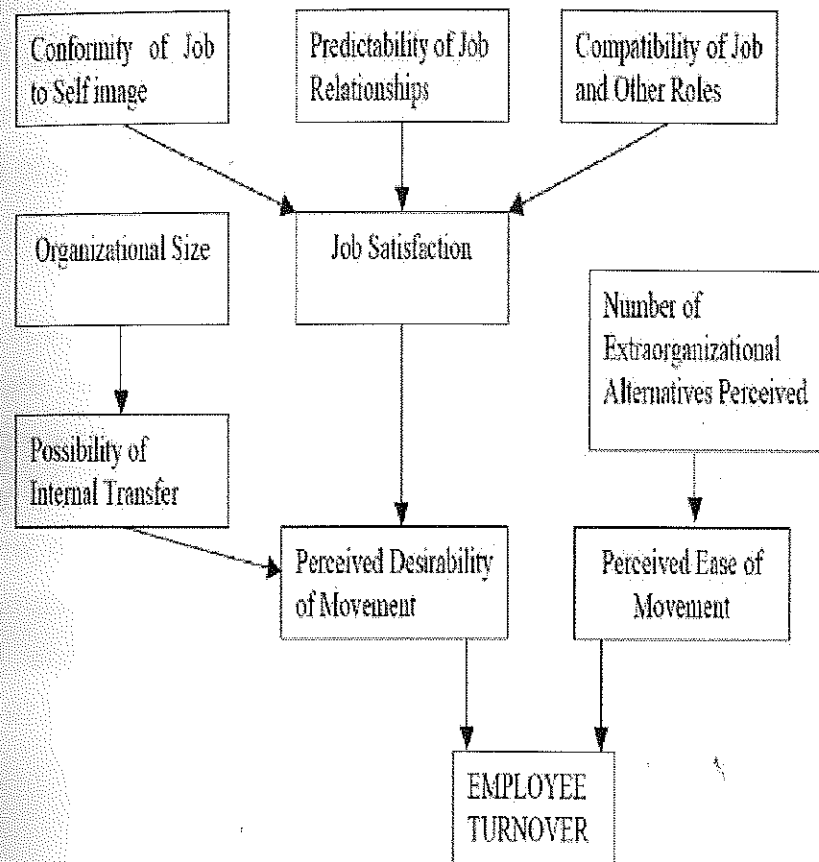 Conformity of Job
to Self image
Predictability of Job
Relationships
Compatibility of Job
and Other Roles
Organizational Size
Job Satisfaction
Number of
Extraorganizational
Alternatives Perceived
Possibility of
Internal Transfer
Perceived Desirability
of Movement
Perceived Ease of
Movement
EMPLOYEE
TURNOVER